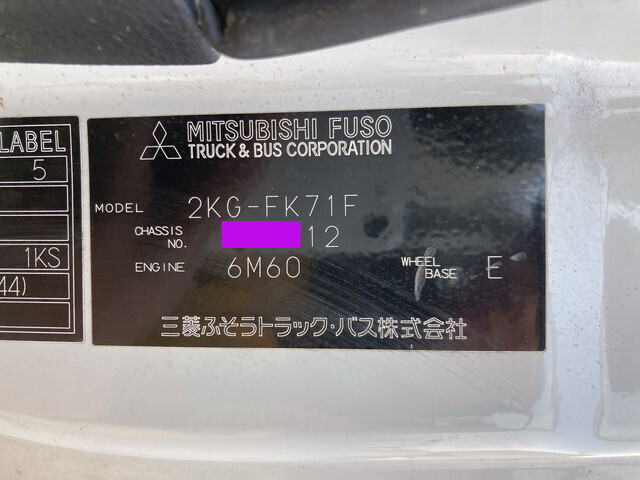 LABEL
5
1KS
44)
MITSUBISHI FUSO
TRUCK & BUS CORPORATION
MODEL 2KG-FK71F
CHASSIS NO. 12
ENGINE 6M60 WHEEL BASE E
三菱ふそうトラック・バス株式会社